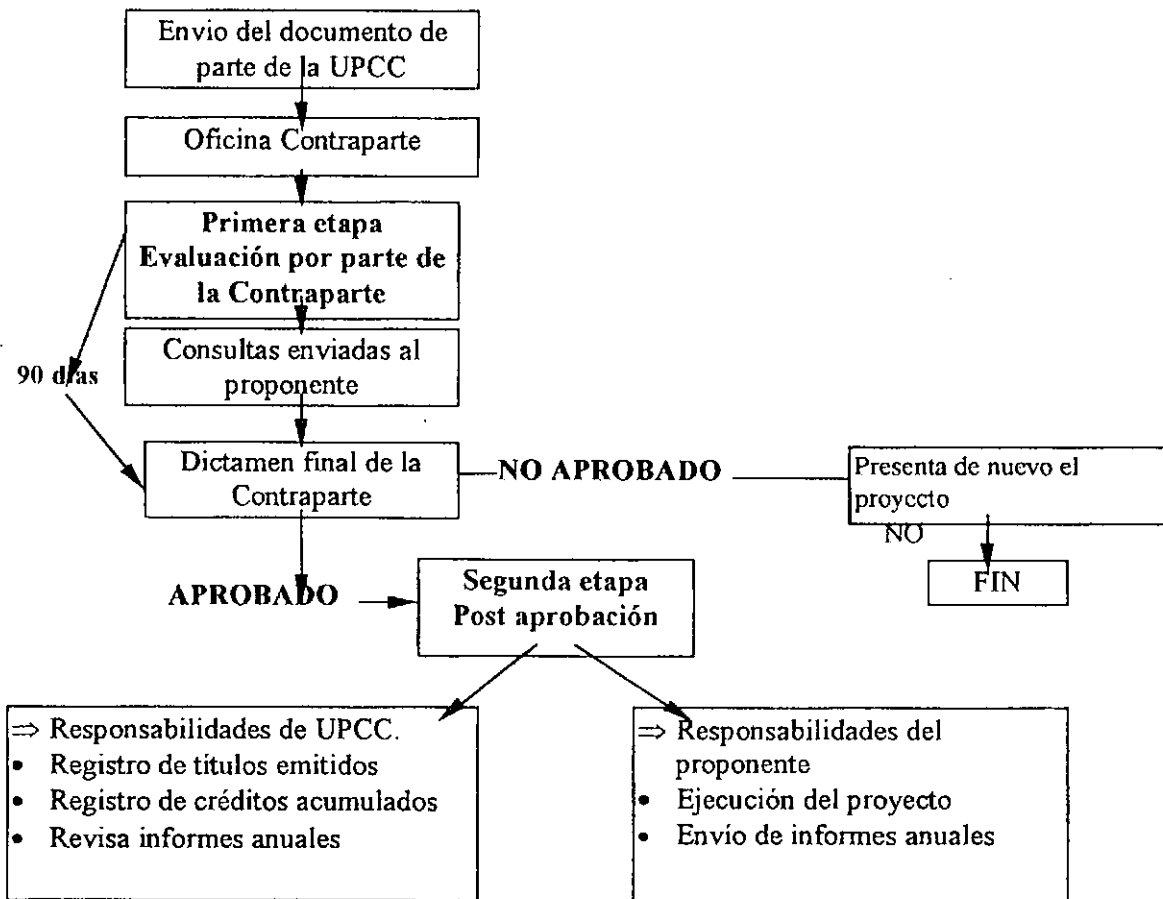 Envio del documento de
parte de la UPCC
Oficina Contraparte
Primera etapa
Evaluación por parte de
la Contraparte
Consultas enviadas al
proponente
90 días
Dictamen final de la
Contraparte
NO APROBADO
Presenta de nuevo el
proyecto
NO
FIN
APROBADO
Segunda etapa
Post aprobación
⇒ Responsabilidades de UPCC.
• Registro de títulos emitidos
• Registro de créditos acumulados
• Revisa informes anuales
⇒ Responsabilidades del
proponente
• Ejecución del proyecto
• Envío de informes anuales